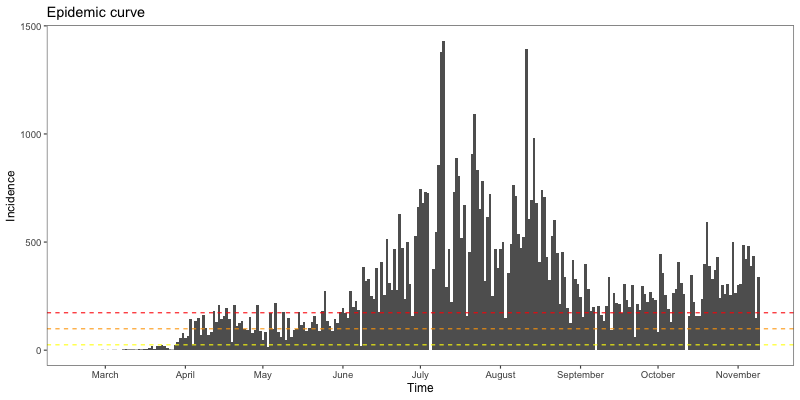 Epidemic curve
1500
1000
500
0
Incidence
March April May June July August September October November
Time